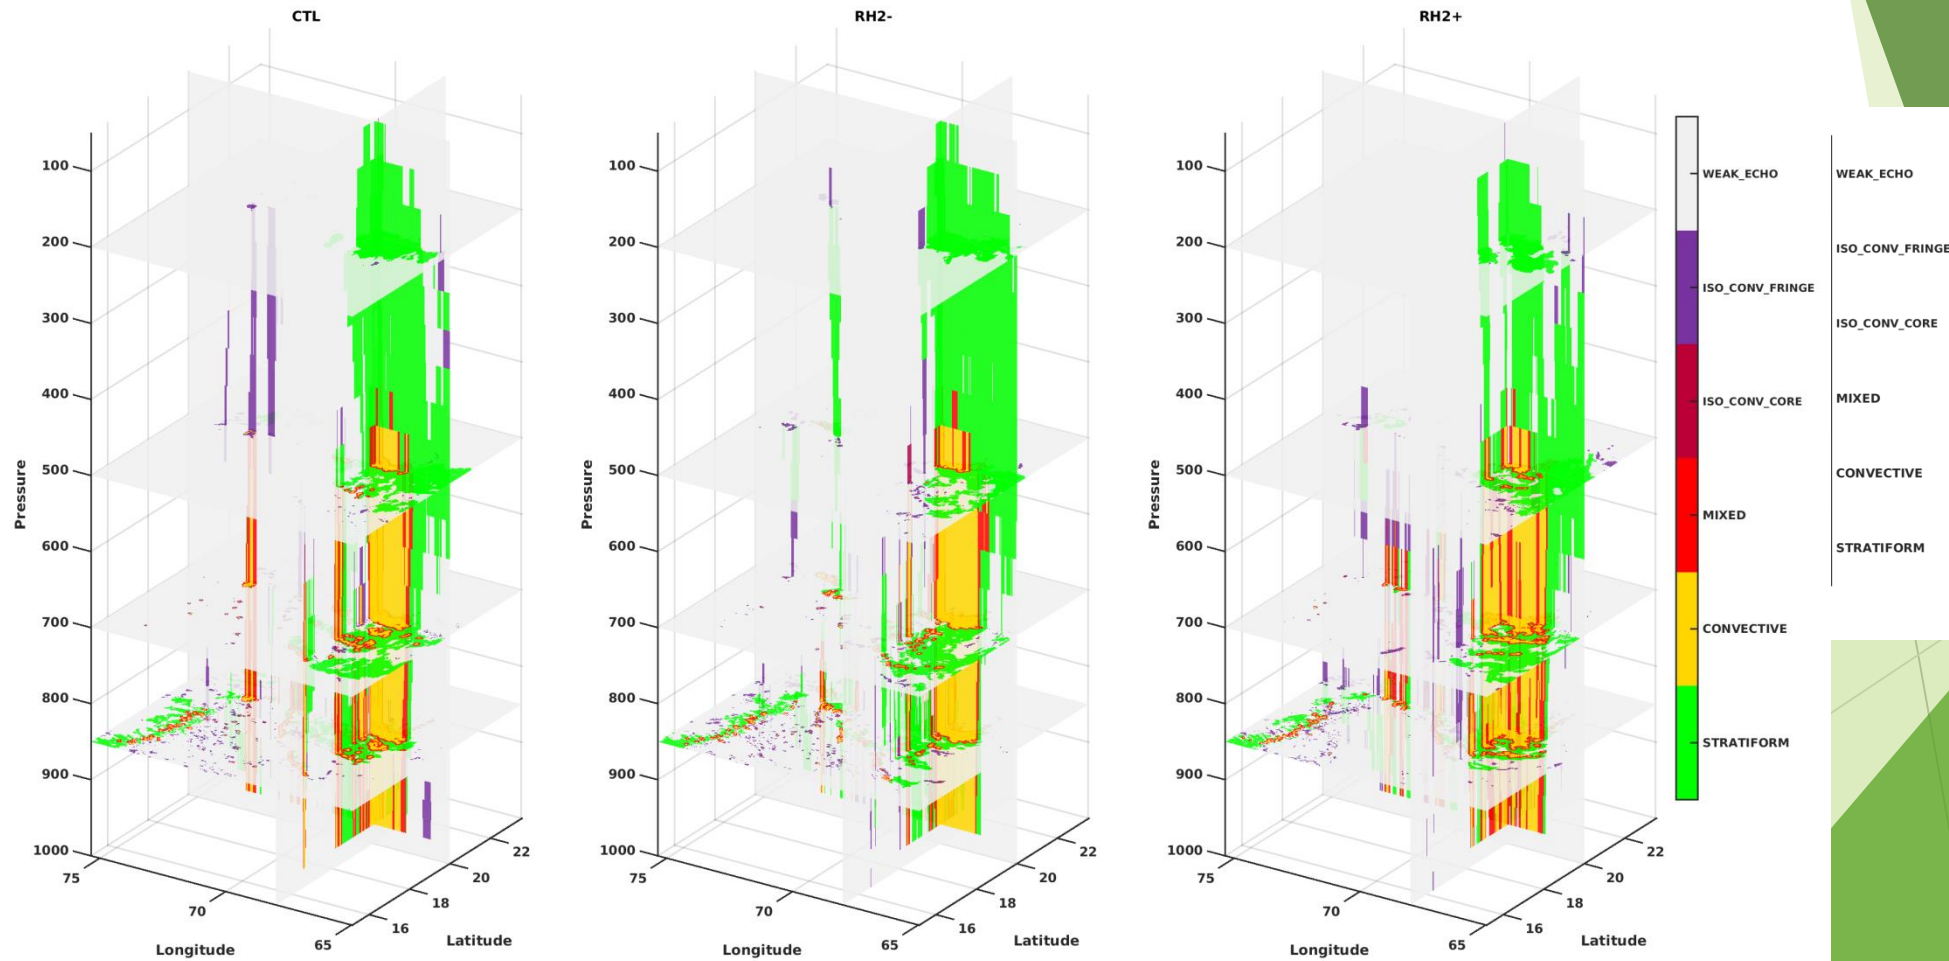 CTL
RH2-
RH2+
100
200
300
400
500
600
700
800
900
1000
Pressure
75
70
65
Longitude
16
18
20
22
Latitude
100
200
300
400
500
600
700
800
900
1000
Pressure
75
70
65
Longitude
16
18
20
22
Latitude
100
200
300
400
500
600
700
800
900
1000
Pressure
75
70
65
Longitude
16
18
20
22
Latitude
WEAK_ECHO
ISO_CONV_FRINGE
ISO_CONV_CORE
MIXED
CONVECTIVE
STRATIFORM
WEAK_ECHO
ISO_CONV_FRINGE
ISO_CONV_CORE
MIXED
CONVECTIVE
STRATIFORM